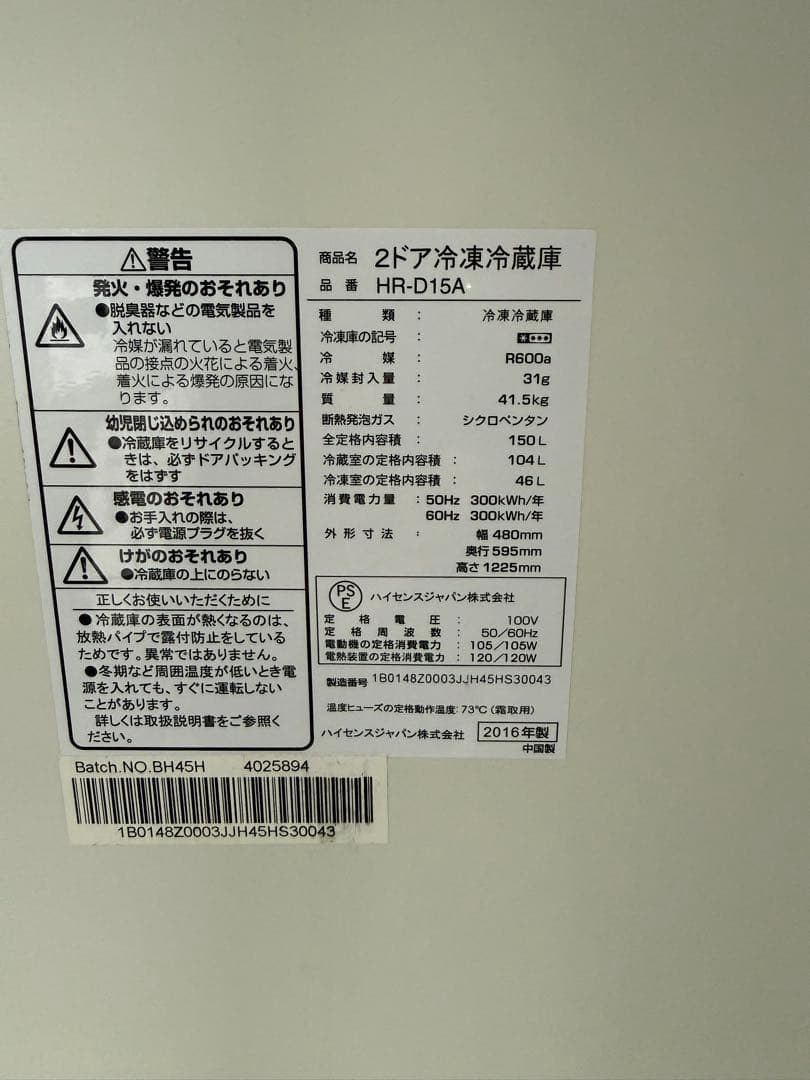 ⚠警告
発火・爆発のおそれあり
●脱臭器などの電気製品を
入れない
冷媒が漏れていると電気製
品の接点の火花による着火、
着火による爆発の原因にな
ります。
幼児閉じ込められのおそれあり
●冷蔵庫をリサイクルすると
きは、必ずドアパッキング
をはずす
感電のおそれあり
●お手入れの際は、
必ず電源プラグを抜く
けがのおそれあり
●冷蔵庫の上にのらない
正しくお使いいただくために
●冷蔵庫の表面が熱くなるのは、
放熱パイプで露付防止をしている
ためです。異常ではありません。
●冬期など周囲温度が低いとき電
源を入れても、すぐに運転しない
ことがあります。
詳しくは取扱説明書をご参照く
ださい。
商品名 2ドア冷凍冷蔵庫
品番 HR-D15A
種類 : 冷凍冷蔵庫
冷凍庫の記号 :
冷媒 : R600a
冷媒封入量 : 31g
質量 : 41.5kg
断熱発泡ガス : シクロペンタン
全定格内容積 : 150L
冷蔵室の定格内容積 : 104L
冷凍室の定格内容積 : 46L
消費電力量 : 50Hz 300kWh/年
60Hz 300kWh/年
外形寸法 : 幅 480mm
奥行 595mm
高さ 1225mm
PSE ハイセンスジャパン株式会社
定格電圧 : 100V
定格周波数 : 50/60Hz
電動機の定格消費電力 : 105/105W
電熱装置の定格消費電力 : 120/120W
製造番号 1B0148Z0003JJH45HS30043
温度ヒューズの定格動作温度:73℃(霜取用)
ハイセンスジャパン株式会社 2016年製
中国製
Batch.NO.BH45H 4025894
1B0148Z0003JJH45HS30043